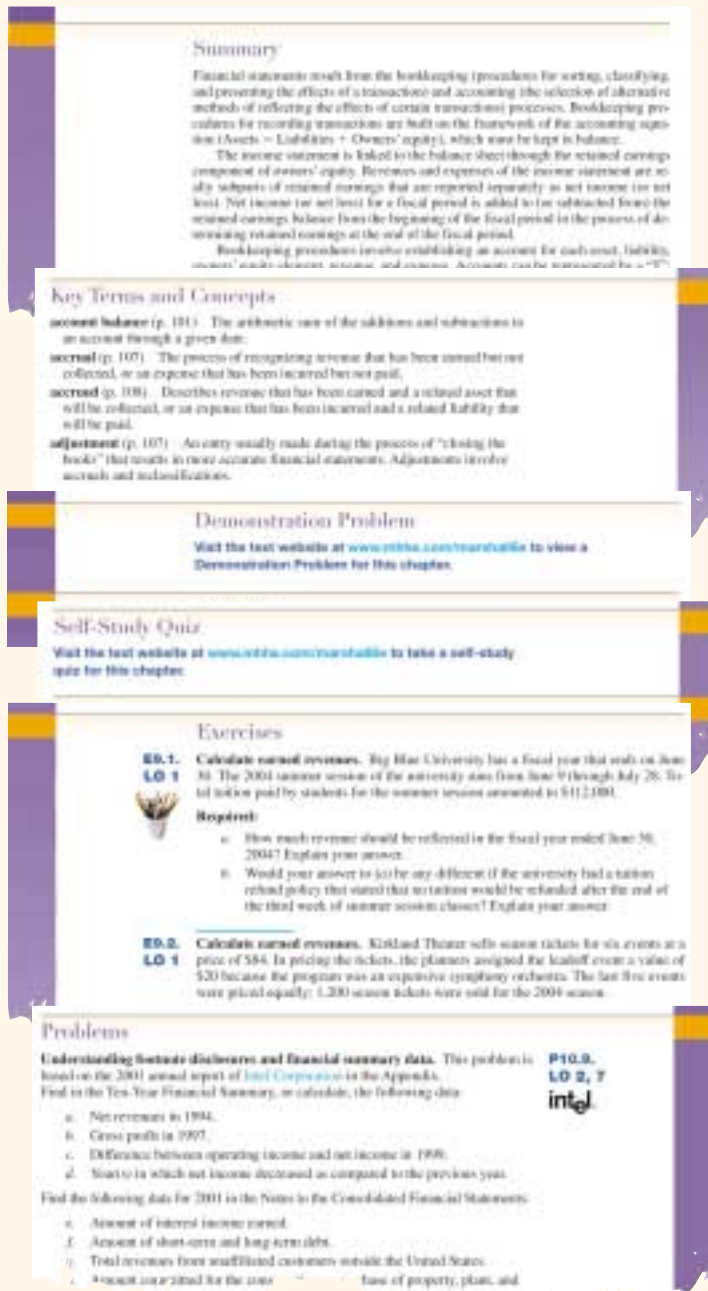 Summary
Financial statements result from the bookkeeping (procedures for sorting, classifying,
and presenting the effects of a transaction) and accounting (the selection of alternative
methods of reflecting the effects of certain transactions) processes. Bookkeeping pro-
cedures for recording transactions are built on the framework of the accounting equa-
tion (Assets = Liabilities + Owners' equity), which must be kept in balance.
The income statement is linked to the balance sheet through the retained earnings
component of owners' equity. Revenues and expenses of the income statement are re-
ally subparts of retained earnings that are reported separately as net income (or net
loss). Net income (or net loss) for a fiscal period is added to (or subtracted from) the
retained earnings balance from the beginning of the fiscal period in the process of de-
termining retained earnings at the end of the fiscal period.
Bookkeeping procedures involve establishing an account for each asset, liability,
owners' equity element, revenue, and expense. Accounts can be represented by a "T"
Key Terms and Concepts
account balance (p. 101) The arithmetic sum of the additions and subtractions to
an account through a given date.
accrual (p. 107) The process of recognizing revenue that has been earned but not
collected, or an expense that has been incurred but not paid.
accrued (p. 108) Describes revenue that has been earned and a related asset that
will be collected, or an expense that has been incurred and a related liability that
will be paid.
adjustment (p. 107) An entry usually made during the process of "closing the
books" that results in more accurate financial statements. Adjustments involve
accruals and reclassifications.
Demonstration Problem
Visit the text website at www.mhhe.com/marshall6e to view a
Demonstration Problem for this chapter.
Self-Study Quiz
Visit the text website at www.mhhe.com/marshall6e to take a self-study
quiz for this chapter.
Exercises
E9.1. Calculate earned revenues. Big Blue University has a fiscal year that ends on June
LO 1 30. The 2004 summer session of the university runs from June 9 through July 28. To-
tal tuition paid by students for the summer session amounted to $112,000.
Required:
a. How much revenue should be reflected in the fiscal year ended June 30,
2004? Explain your answer.
b. Would your answer to (a) be any different if the university had a tuition
refund policy that stated that no tuition would be refunded after the end of
the third week of summer session classes? Explain your answer.
E9.2. Calculate earned revenues. Kirkland Theater sells season tickets for six events at a
LO 1 price of $84. In pricing the tickets, the planners assigned the leadoff event a value of
$20 because the program was an expensive symphony orchestra. The last five events
were priced equally; 1,200 season tickets were sold for the 2004 season.
Problems
Understanding footnote disclosures and financial summary data. This problem is P10.9.
based on the 2001 annual report of Intel Corporation in the Appendix. LO 2, 7
Find in the Ten-Year Financial Summary, or calculate, the following data:
intel
a. Net revenues in 1994.
b. Gross profit in 1997.
c. Difference between operating income and net income in 1999.
d. Year(s) in which net income decreased as compared to the previous year.
Find the following data for 2001 in the Notes to the Consolidated Financial Statements:
e. Amount of interest income earned.
f. Amount of short-term and long-term debt.
Total revenues from unaffiliated customers outside the United States.
Amount committed for the of property, plant, and